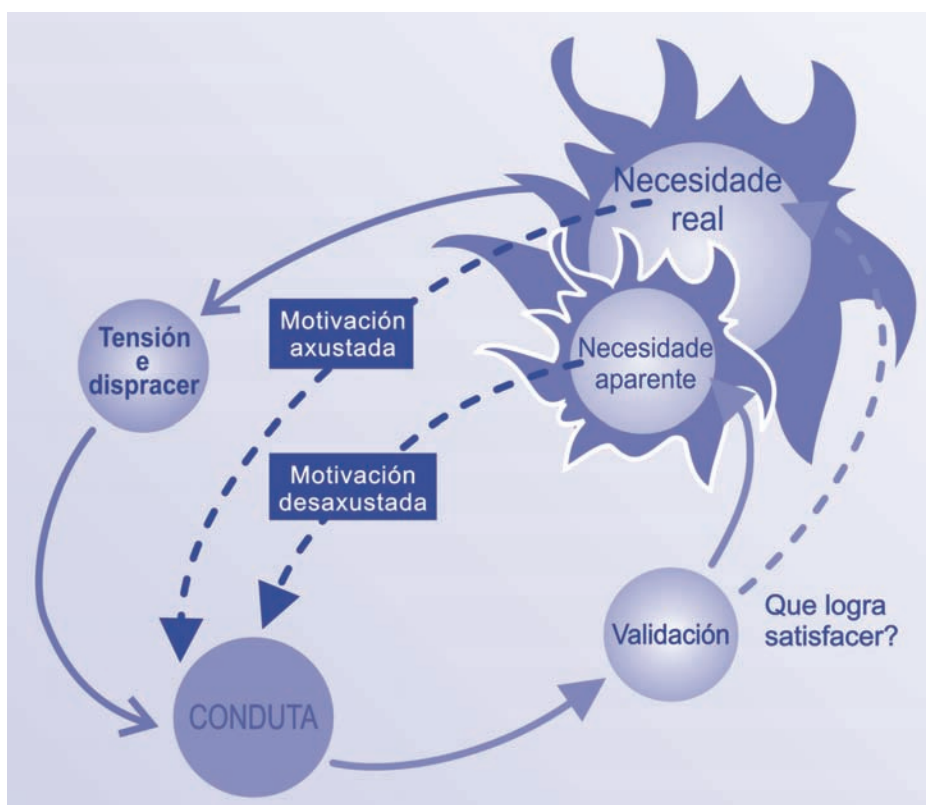 Necesidade
real
Motivación
axustada
Tensión
e
dispracer
Necesidade
aparente
Motivación
desaxustada
Que logra
satisfacer?
Validación
CONDUTA